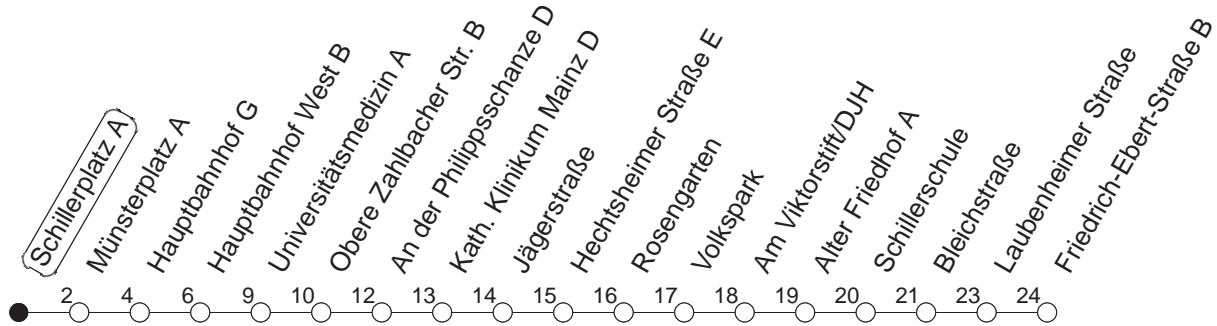 Schillerplatz A
Münsterplatz A
Hauptbahnhof G
Hauptbahnhof West B
Universitätsmedizin A
Obere Zahlbacher Str. B
An der Philippsschanze D
Kath. Klinikum Mainz D
Jägerstraße
Hechtsheimer Straße E
Rosengarten
Volkspark
Am Viktorstift/DJH
Alter Friedhof A
Schillerschule
Bleichstraße
Laubenheimer Straße
Friedrich-Ebert-Straße B
2 4 6 9 10 12 13 14 15 16 17 18 19 20 21 23 24